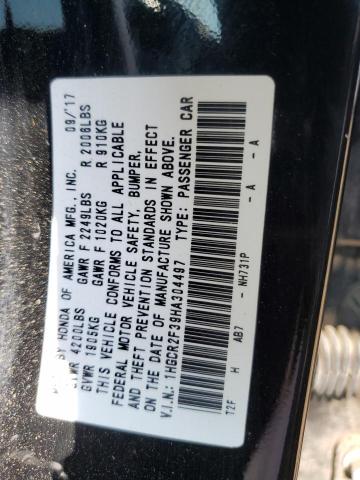 BY HONDA OF AMERICA MFG., INC. 09/17
GVWR 4200LBS GAWR F 2249LBS R 2008LBS
GVWR 1905KG GAWR F 1020KG R 910KG
THIS VEHICLE CONFORMS TO ALL APPLICABLE
FEDERAL MOTOR VEHICLE SAFETY, BUMPER,
AND THEFT PREVENTION STANDARDS IN EFFECT
ON THE DATE OF MANUFACTURE SHOWN ABOVE.
V.I.N.: 1HGCR2F39HA304497 TYPE: PASSENGER CAR
T2F H AB7 - NH731P - A - A